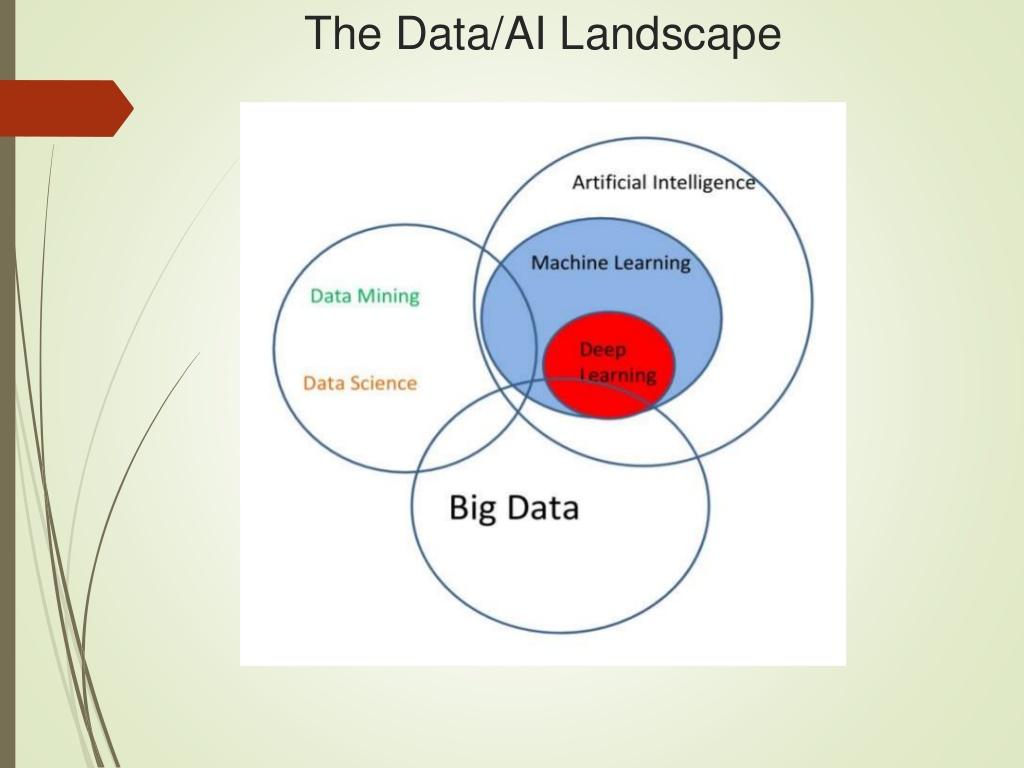 The Data/AI Landscape
Artificial Intelligence
Machine Learning
Data Mining
Deep
Learning
Data Science
Big Data